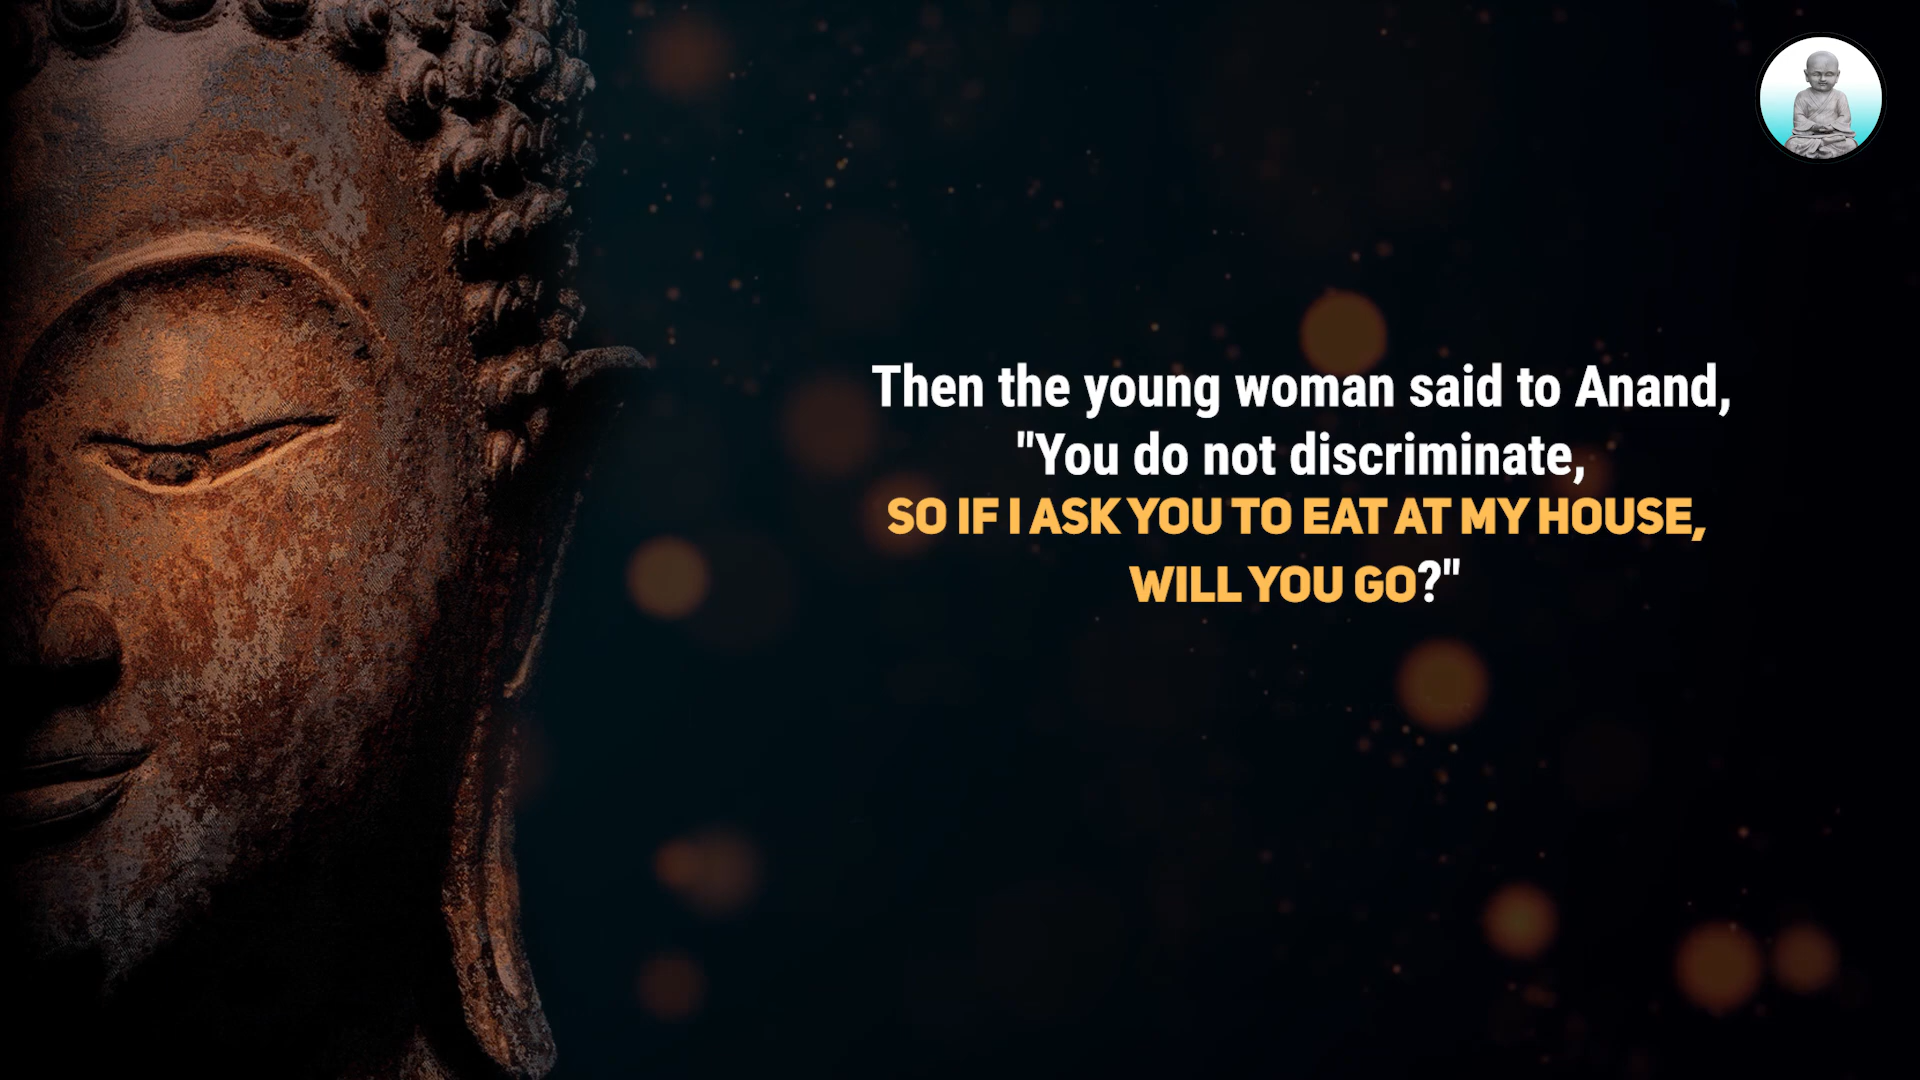 Then the young woman said to Anand,
"You do not discriminate,
SO IF I ASK YOU TO EAT AT MY HOUSE,
WILL YOU GO?"